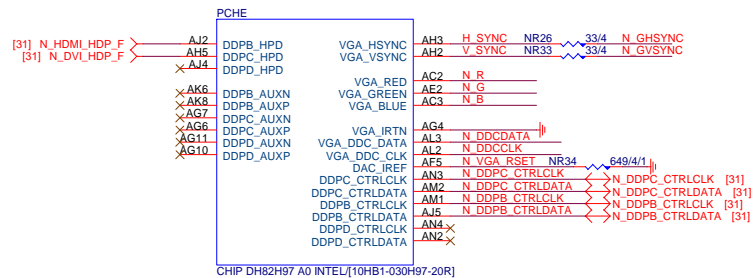 PCHE
[31] N_HDMI_HDP_F AJ2 DDPB_HPD VGA_HSYNC AH3 H_SYNC NR26 33/4 N_GHSYNC
[31] N_DVI_HDP_F AH5 DDPC_HPD VGA_VSYNC AH2 V_SYNC NR33 33/4 N_GVSYNC
AJ4 DDPD_HPD
VGA_RED AC2 N_R
AK6 DDPB_AUXN VGA_GREEN AE2 N_G
AK8 DDPB_AUXP VGA_BLUE AC3 N_B
AG7 DDPC_AUXN
AG6 DDPC_AUXP VGA_IRTN AG4
AG11 DDPD_AUXN VGA_DDC_DATA AL3 N_DDCDATA
AG10 DDPD_AUXP VGA_DDC_CLK AL2 N_DDCCLK
DAC_IREF AF5 N_VGA_RSET NR34 649/4/1
DDPC_CTRLCLK AN3 N_DDPC_CTRLCLK N_DDPC_CTRLCLK [31]
DDPC_CTRLDATA AM2 N_DDPC_CTRLDATA N_DDPC_CTRLDATA [31]
DDPB_CTRLCLK AM1 N_DDPB_CTRLCLK N_DDPB_CTRLCLK [31]
DDPB_CTRLDATA AJ5 N_DDPB_CTRLDATA N_DDPB_CTRLDATA [31]
DDPD_CTRLCLK AN4
DDPD_CTRLDATA AN2
CHIP DH82H97 A0 INTEL/[10HB1-030H97-20R]